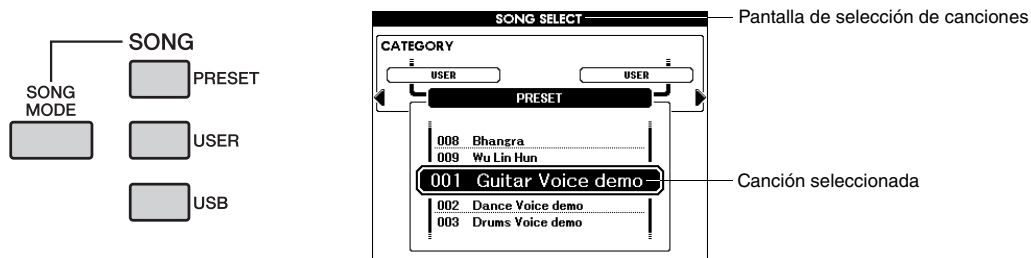 SONG
SONG
MODE
PRESET
USER
USB
SONG SELECT
Pantalla de selección de canciones
CATEGORY
USER
USER
PRESET
008 Bhangra
009 Wu Lin Hun
001 Guitar Voice demo
Canción seleccionada
002 Dance Voice demo
003 Drums Voice demo